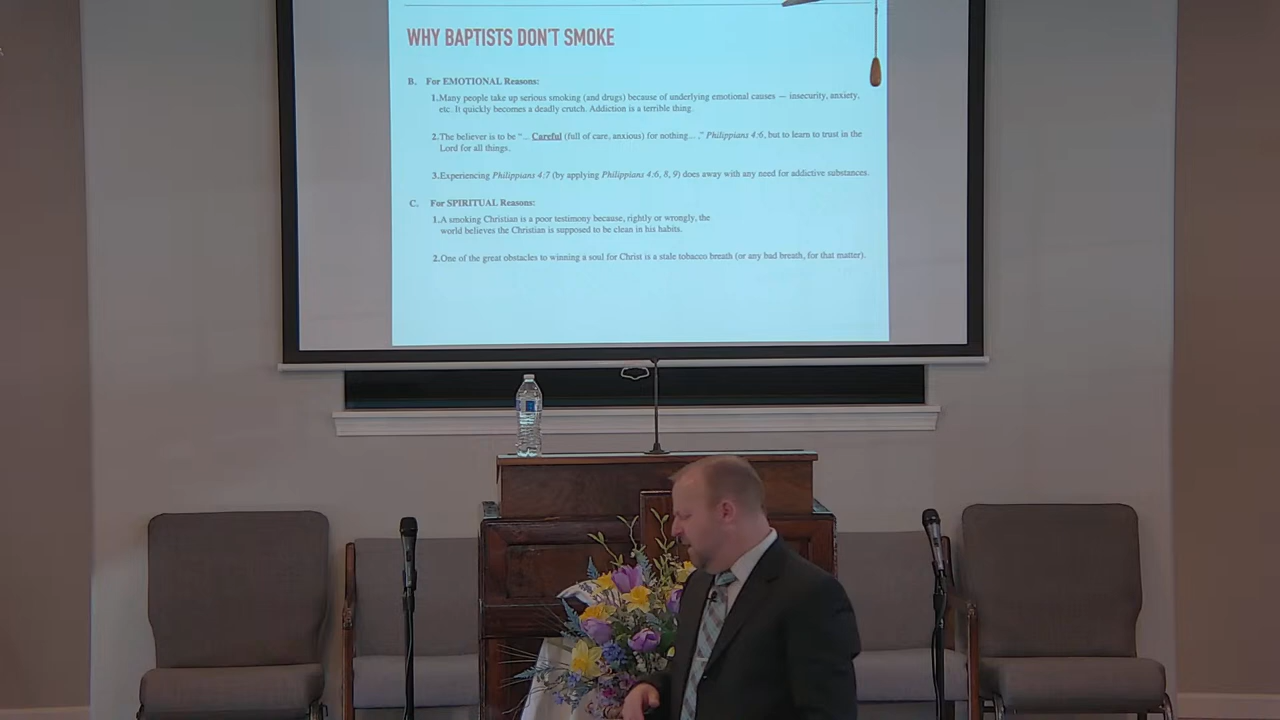 WHY BAPTISTS DON'T SMOKE
B. For EMOTIONAL Reasons:
1.Many people take up serious smoking (and drugs) because of underlying emotional causes — insecurity, anxiety,
etc. It quickly becomes a deadly crutch. Addiction is a terrible thing.
2.The believer is to be "... Careful (full of care, anxious) for nothing... ," Philippians 4:6, but to learn to trust in the
Lord for all things.
3.Experiencing Philippians 4:7 (by applying Philippians 4:6, 8, 9) does away with any need for addictive substances.
C. For SPIRITUAL Reasons:
1.A smoking Christian is a poor testimony because, rightly or wrongly, the
world believes the Christian is supposed to be clean in his habits.
2.One of the great obstacles to winning a soul for Christ is a stale tobacco breath (or any bad breath, for that matter).